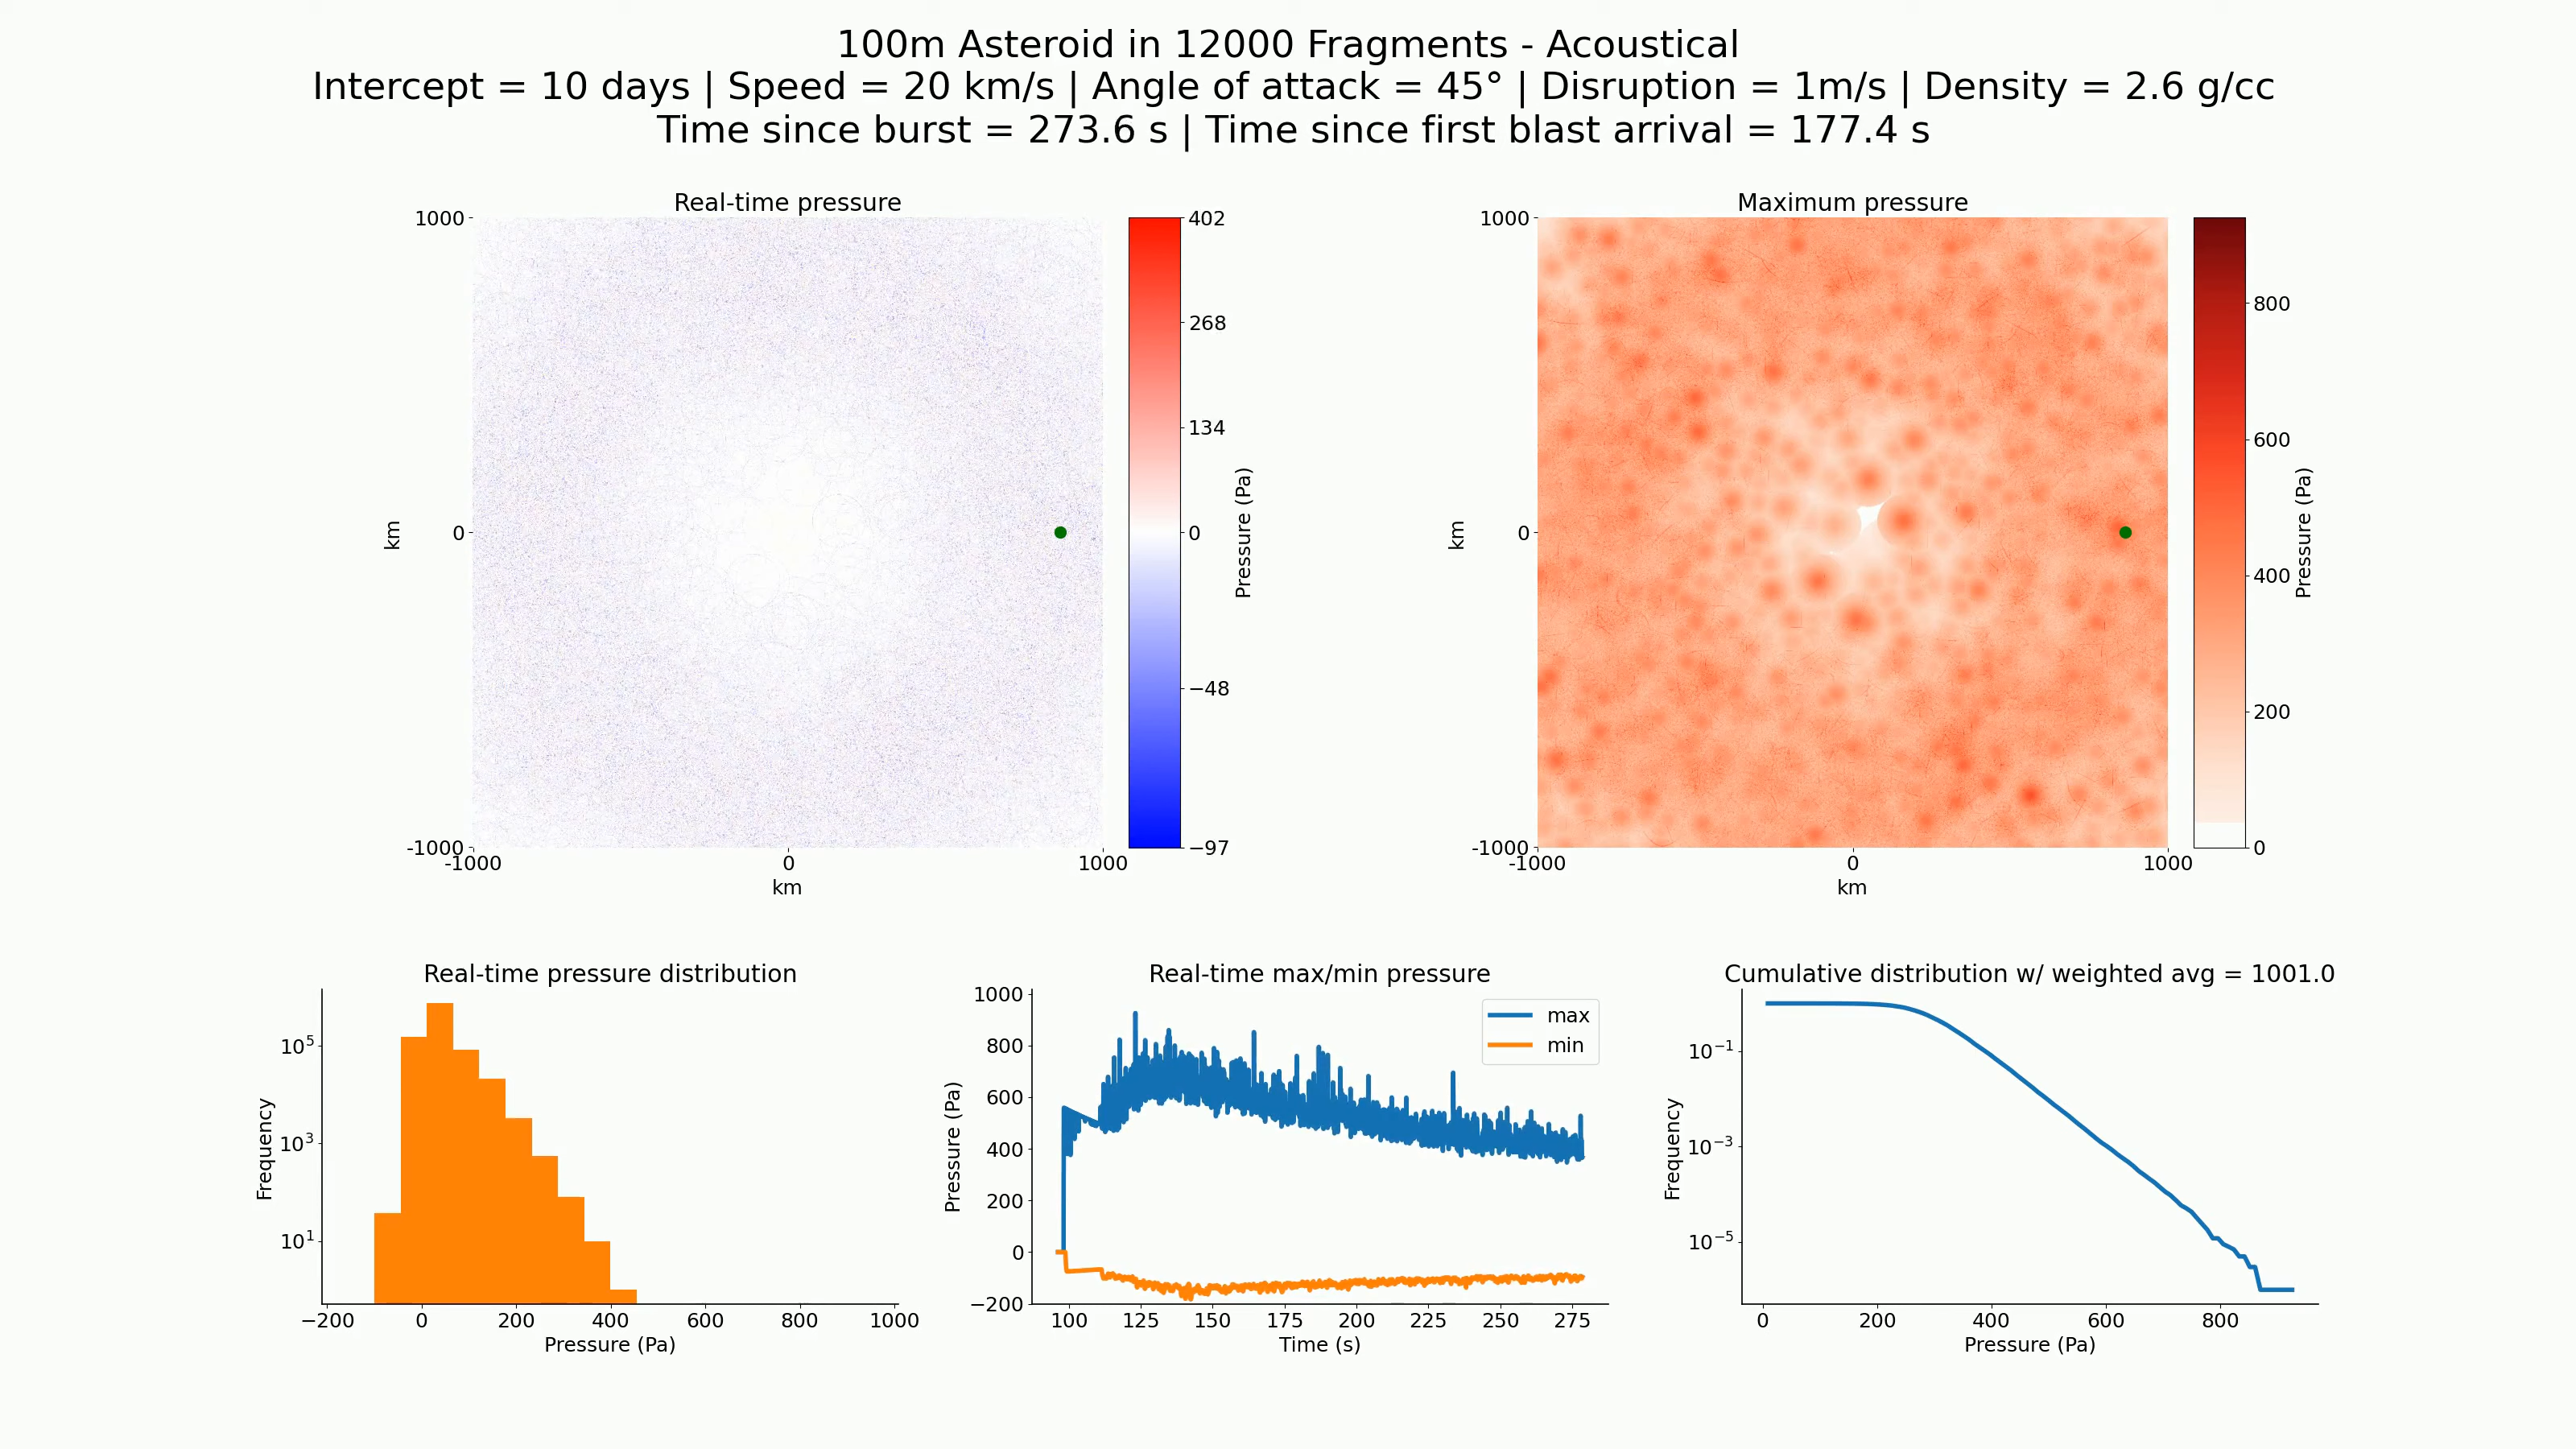 100m Asteroid in 12000 Fragments - Acoustical
Intercept = 10 days | Speed = 20 km/s | Angle of attack = 45° | Disruption = 1m/s | Density = 2.6 g/cc
Time since burst = 273.6 s | Time since first blast arrival = 177.4 s
Real-time pressure
1000
0
-1000
km
-1000
0
1000
km
402
268
134
0
−48
−97
Pressure (Pa)
Maximum pressure
1000
0
-1000
km
-1000
0
1000
km
800
600
400
200
0
Pressure (Pa)
Real-time pressure distribution
10⁵
10³
10¹
Frequency
−200
0
200
400
600
800
1000
Pressure (Pa)
Real-time max/min pressure
1000
800
600
400
200
0
−200
Pressure (Pa)
max
min
100
125
150
175
200
225
250
275
Time (s)
Cumulative distribution w/ weighted avg = 1001.0
10⁻¹
10⁻³
10⁻⁵
Frequency
0
200
400
600
800
Pressure (Pa)